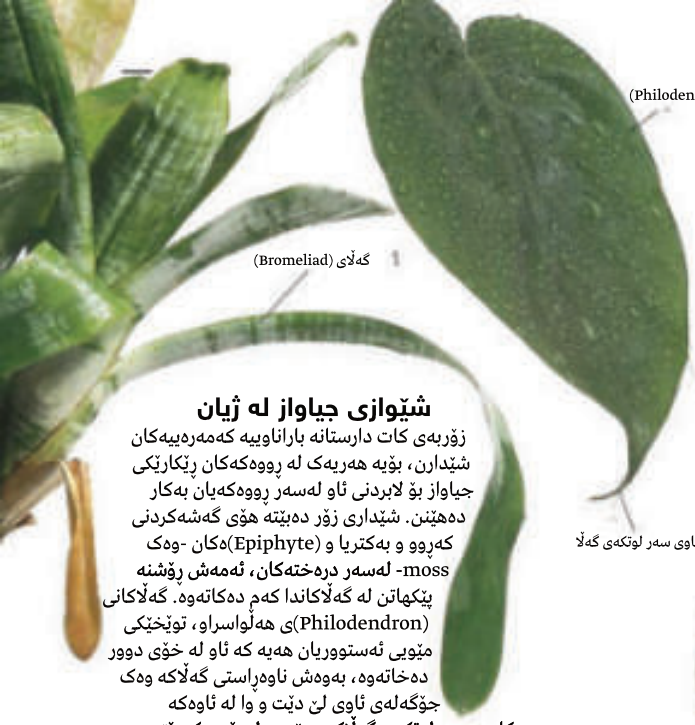 (Philoden
گەڵای (Bromeliad)
شێوازی جیاواز لە ژیان
زۆربەی کات دارستانە باراناوییە کەمەرەییەکان
شێدارن، بۆیە هەریەک لە ڕووەکەکان ڕێکارێکی
جیاواز بۆ لابردنی ئاو لەسەر ڕووەکەیان بەکار
دەهێنن. شێداری زۆر دەبێتە هۆی گەشەکردنی
کەڕوو و بەکتریا و (Epiphyte)ەکان -وەک
moss- لەسەر درەختەکان، ئەمەش ڕۆشنە
پێکهاتن لە گەڵاکاندا کەم دەکاتەوە. گەڵاکانی
(Philodendron)ی هەڵواسراو، توێخێکی
مێویی ئەستووریان هەیە کە ئاو لە خۆی دوور
دەخاتەوە، بەوەش ناوەڕاستی گەڵاکە وەک
جۆگەلەی ئاوی لێ دێت و وا لە ئاوەکە
اوی سەر لوتکەی گەڵا